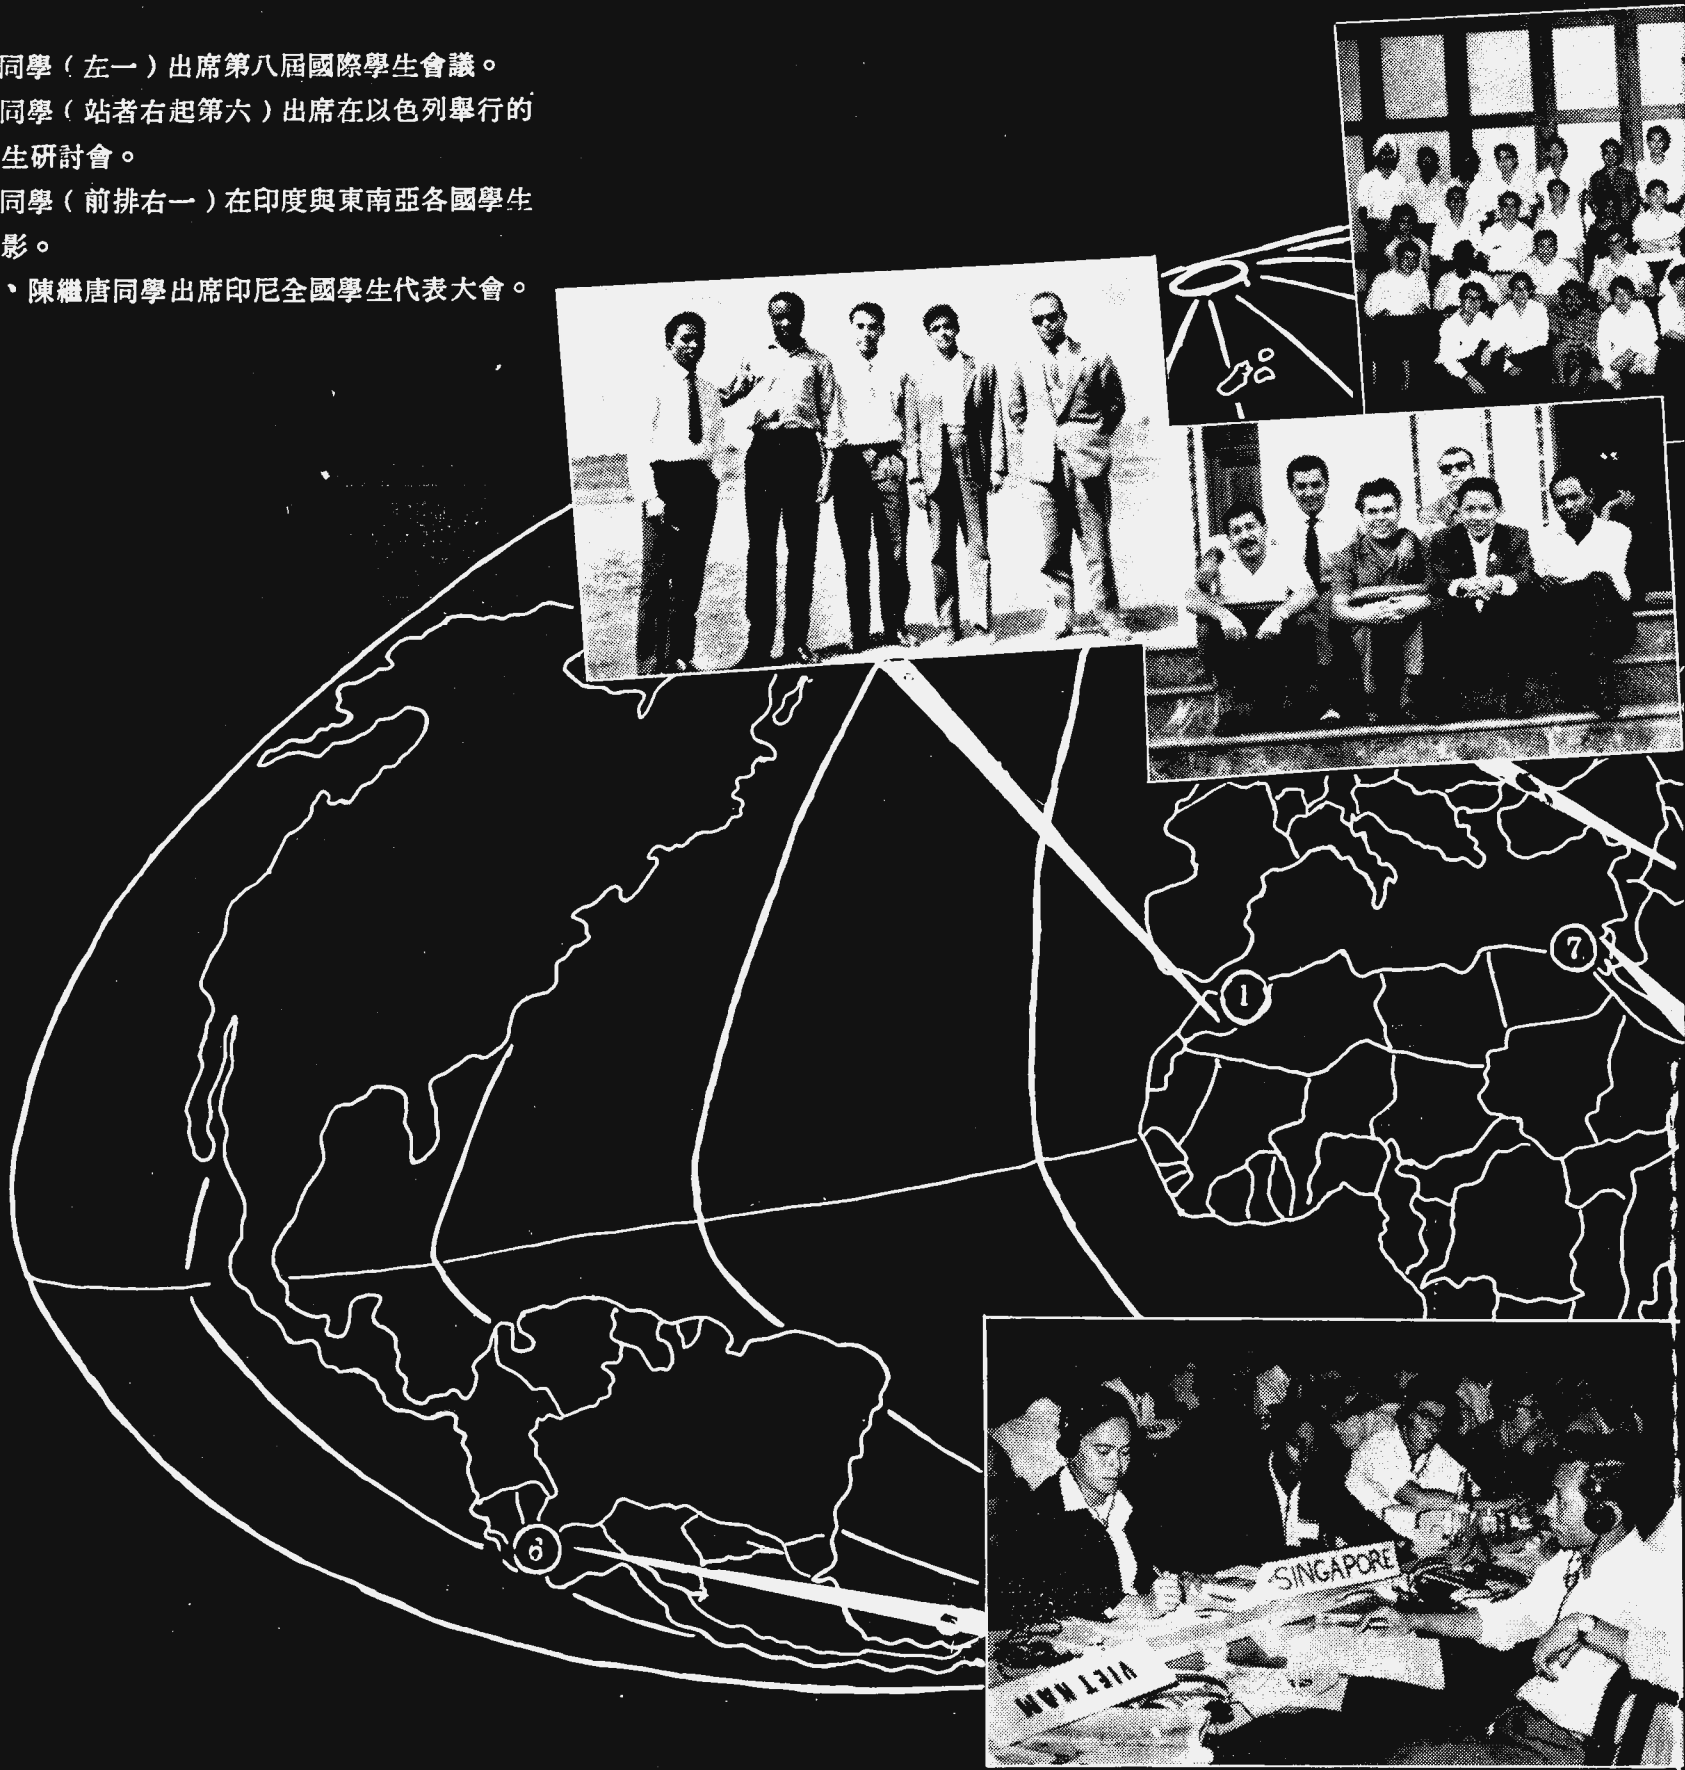 同學（左一）出席第八屆國際學生會議。
同學（站者右起第六）出席在以色列舉行的
生研討會。
同學（前排右一）在印度與東南亞各國學生
影。
、陳繼唐同學出席印尼全國學生代表大會。
7
1
6
SINGAPORE
VIET NAM